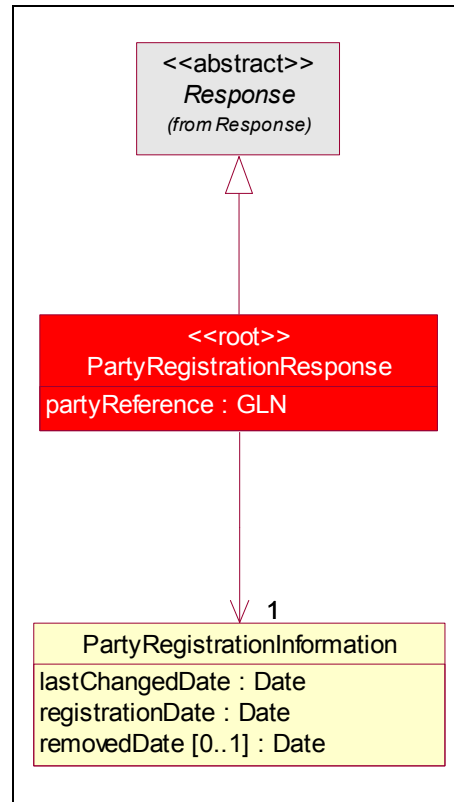 <<abstract>>
Response
(from Response)
<<root>>
PartyRegistrationResponse
partyReference : GLN
1
PartyRegistrationInformation
lastChangedDate : Date
registrationDate : Date
removedDate [0..1] : Date